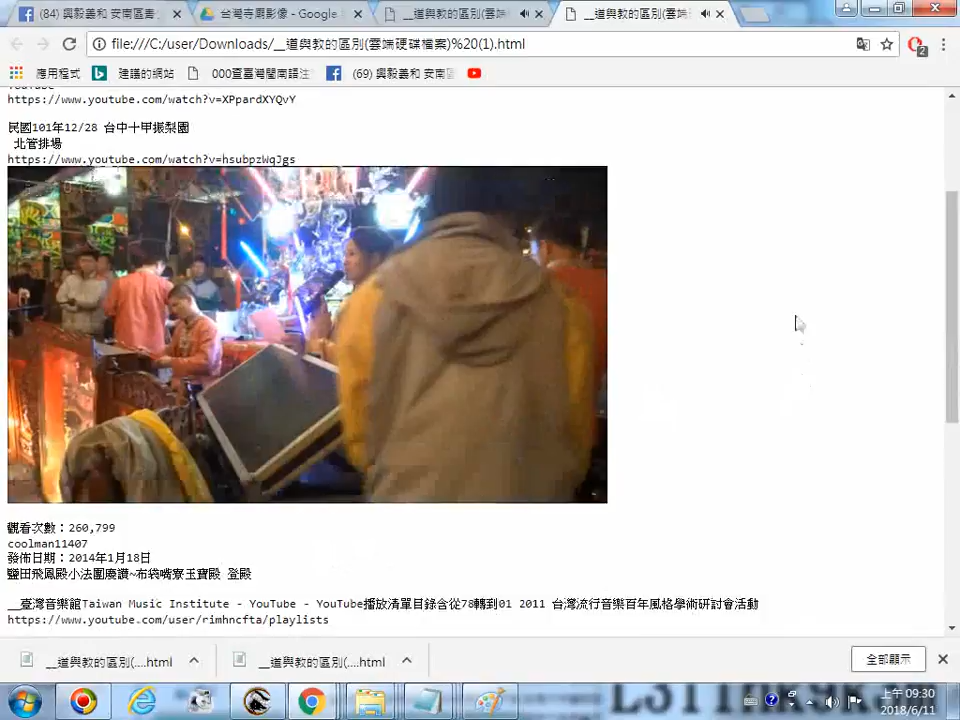 (84) 興毅善和 安南區青
台灣寺廟影像 - Google
__道與教的區別(雲端
__道與教的區別(雲端
file:///C:/user/Downloads/__道與教的區別(雲端硬碟檔案)%20(1).html
2
應用程式
建議的網站
000查臺灣閩南語注
(69) 興毅善和 安南區
YouTube
https://www.youtube.com/watch?v=XPpardXYQvY
民國101年12/28 台中十甲振梨園
北管排場
https://www.youtube.com/watch?v=hsubpzWqJgs
觀看次數：260,799
coolman11407
發佈日期：2014年1月18日
鹽田飛鳳殿小法團慶讚~布袋嘴寮玉寶殿 登殿
__臺灣音樂館Taiwan Music Institute - YouTube - YouTube播放清單目錄含從78轉到01 2011 台灣流行音樂百年風格學術研討會活動
https://www.youtube.com/user/rimhncfta/playlists
__道與教的區別(....html
__道與教的區別(....html
全部顯示
上午 09:30
2018/6/11